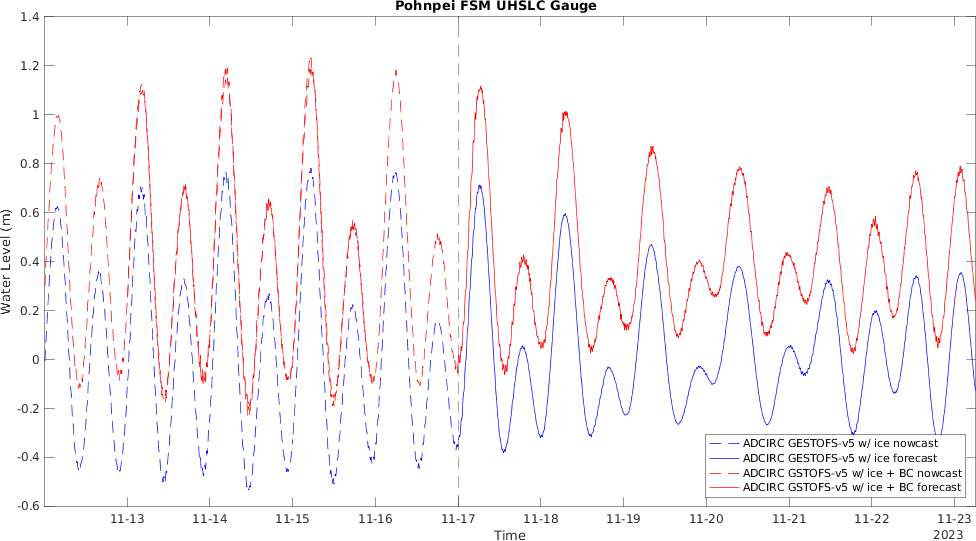 Pohnpei FSM UHSLC Gauge
1.4
1.2
1
0.8
0.6
0.4
0.2
0
-0.2
-0.4
-0.6
Water Level (m)
ADCIRC GESTOFS-v5 w/ ice nowcast
ADCIRC GESTOFS-v5 w/ ice forecast
ADCIRC GSTOFS-v5 w/ ice + BC nowcast
ADCIRC GESTOFS-v5 w/ ice + BC forecast
11-13 11-14 11-15 11-16 11-17 11-18 11-19 11-20 11-21 11-22 11-23
Time
2023